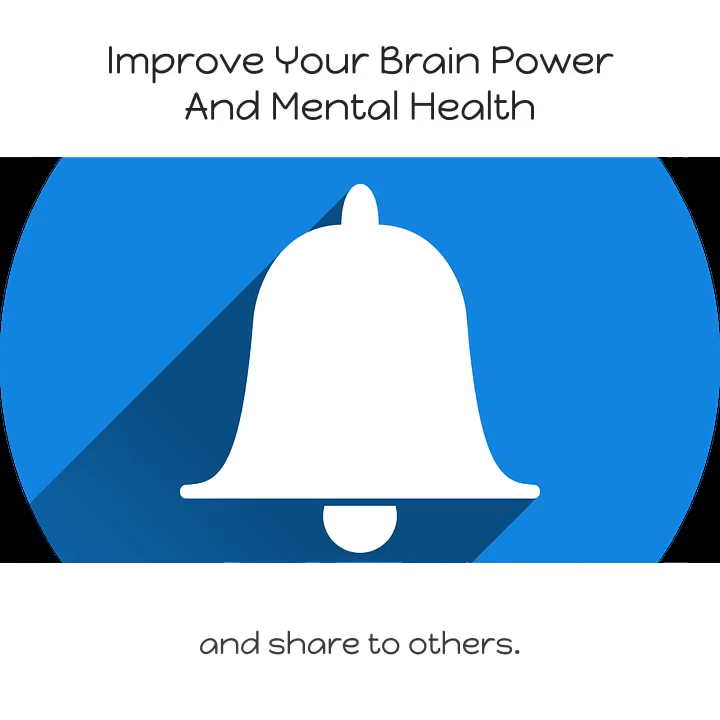 Improve Your Brain Power
And Mental Health
and share to others.